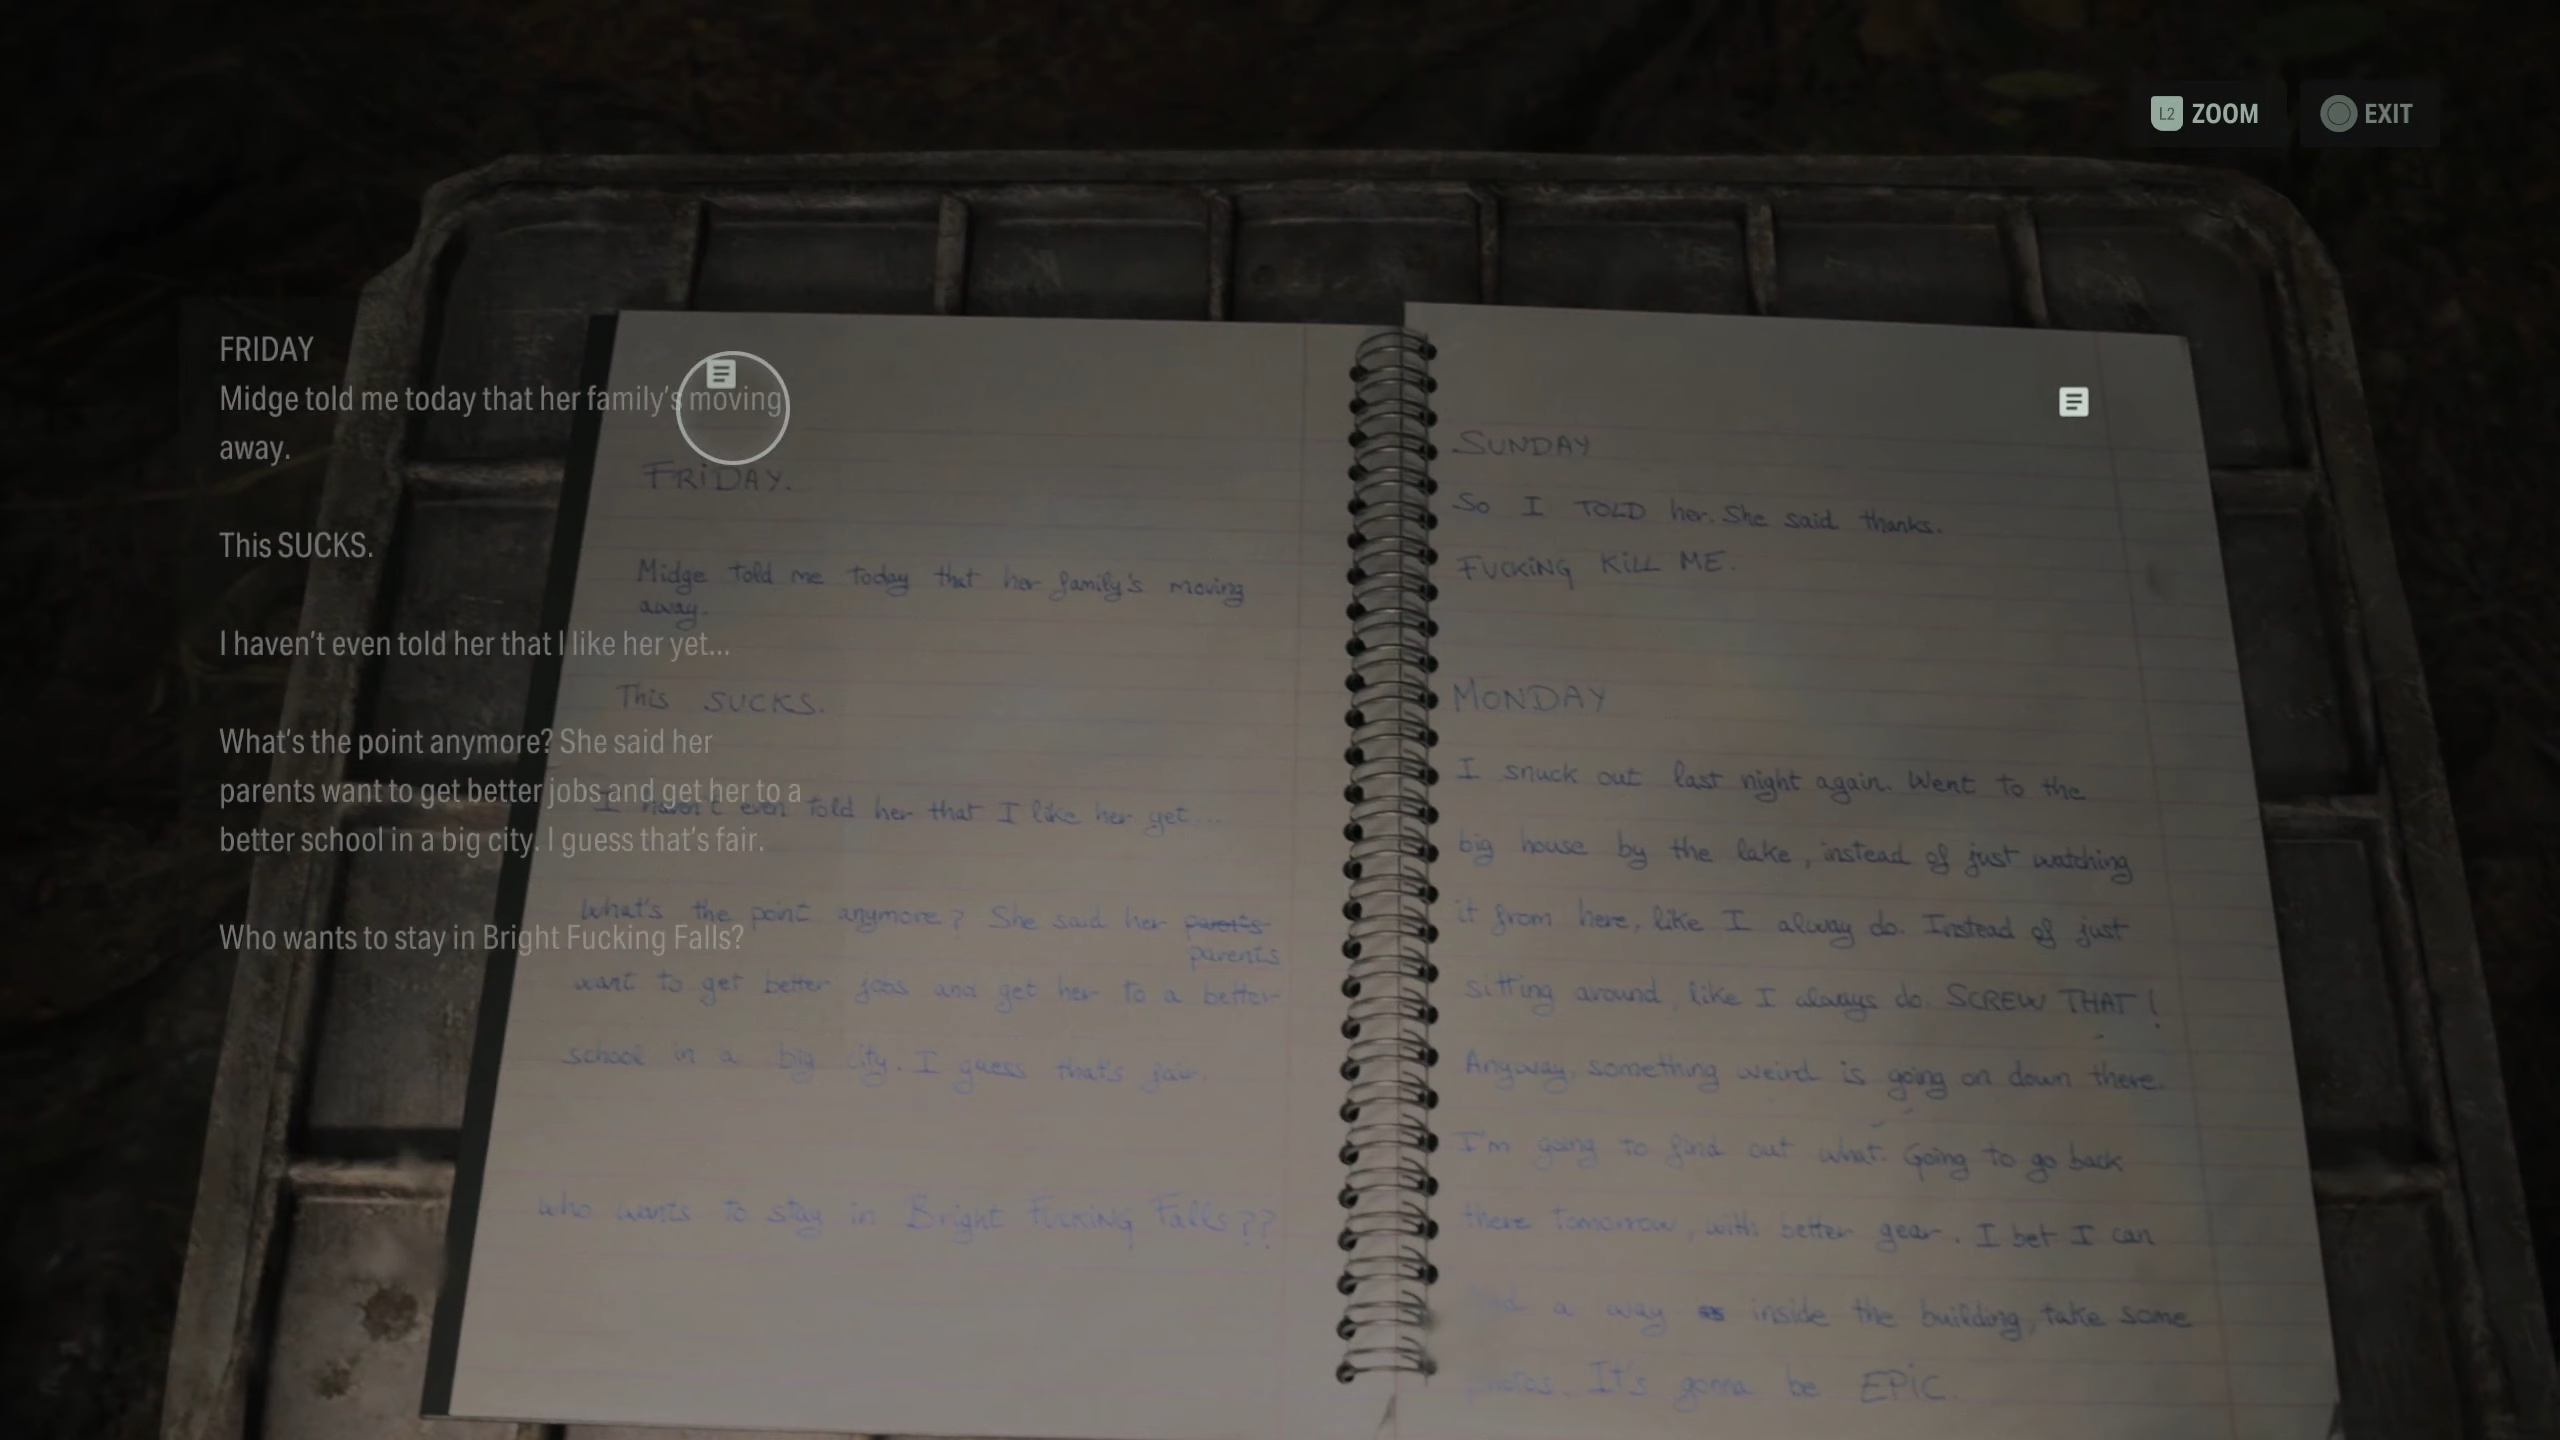 L2 ZOOM
EXIT
FRIDAY
Midge told me today that her family's moving
away.
This SUCKS.
I haven't even told her that I like her yet...
What's the point anymore? She said her
parents want to get better jobs and get her to a
better school in a big city. I guess that's fair.
Who wants to stay in Bright Fucking Falls?
FRiDAY.
Midge told me today that her family's moving
away.
This SUCKS.
I haven't even told her that I like her yet...
What's the point anymore? She said her
parents
want to get better jobs and get her to a better
school in a big city. I guess that's fair.
who wants to stay in Bright FUCKiNG Falls??
SUNDAY
So I TOLD her. She said thanks.
FUCKiNG KiLL ME.
MONDAY
I snuck out last night again. Went to the
big house by the lake, instead of just watching
it from here, like I alway do. Instead of just
sitting around, like I always do. SCREW THAT!
Anyway, something weird is going on down there.
I'm going to find out what. Going to go back
there tomorrow, with better gear. I bet I can
a way inside the building, take some
photos. It's gonna be EPiC.